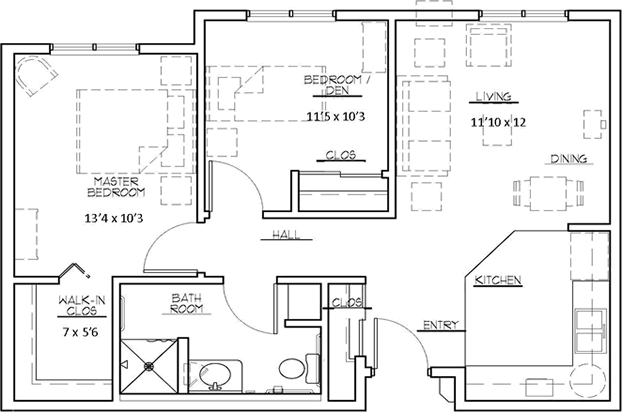 BEDROOM /
DEN
11'5 x 10'3
CLOS
LIVING
11'10 x 12
DINING
MASTER
BEDROOM
13'4 x 10'3
HALL
KITCHEN
WALK-IN
CLOS
7 x 5'6
BATH
ROOM
CLOS
ENTRY